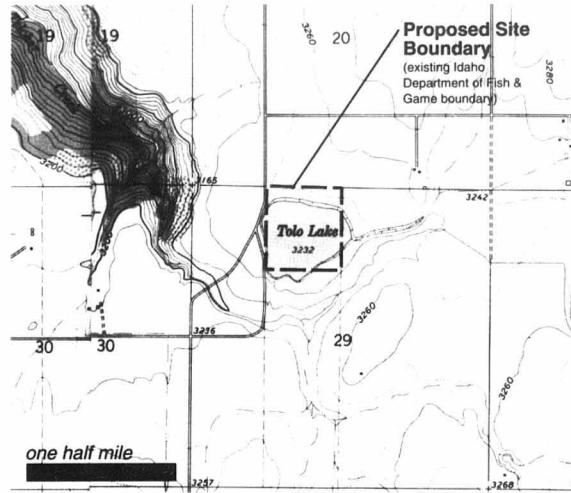 19
19
20
3260
Proposed Site
Boundary
(existing Idaho
Department of Fish &
Game boundary)
3280
3200
3165
3242
Tolo Lake
3232
3236
29
3260
3260
30
30
one half mile
3257
3268